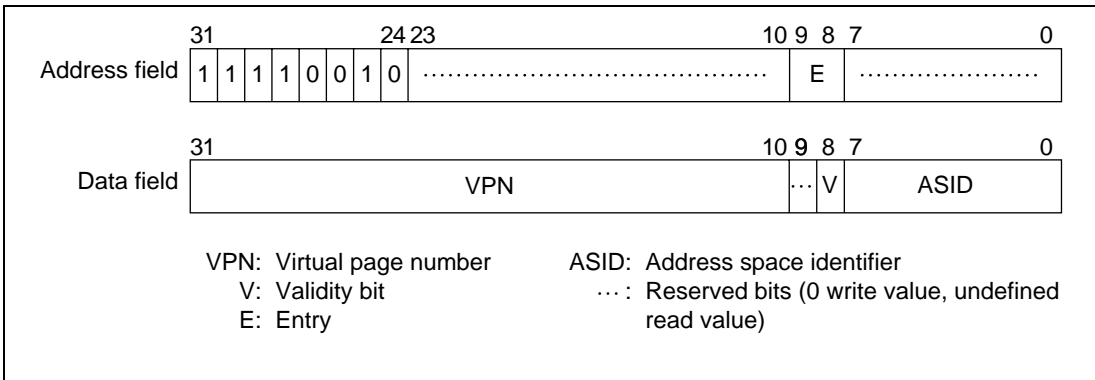 31 24 23 10 9 8 7 0
Address field 1 1 1 1 0 0 1 0 ⋯ E ⋯
31 10 9 8 7 0
Data field VPN ⋯ V ASID
VPN: Virtual page number ASID: Address space identifier
V: Validity bit ⋯ : Reserved bits (0 write value, undefined
E: Entry read value)